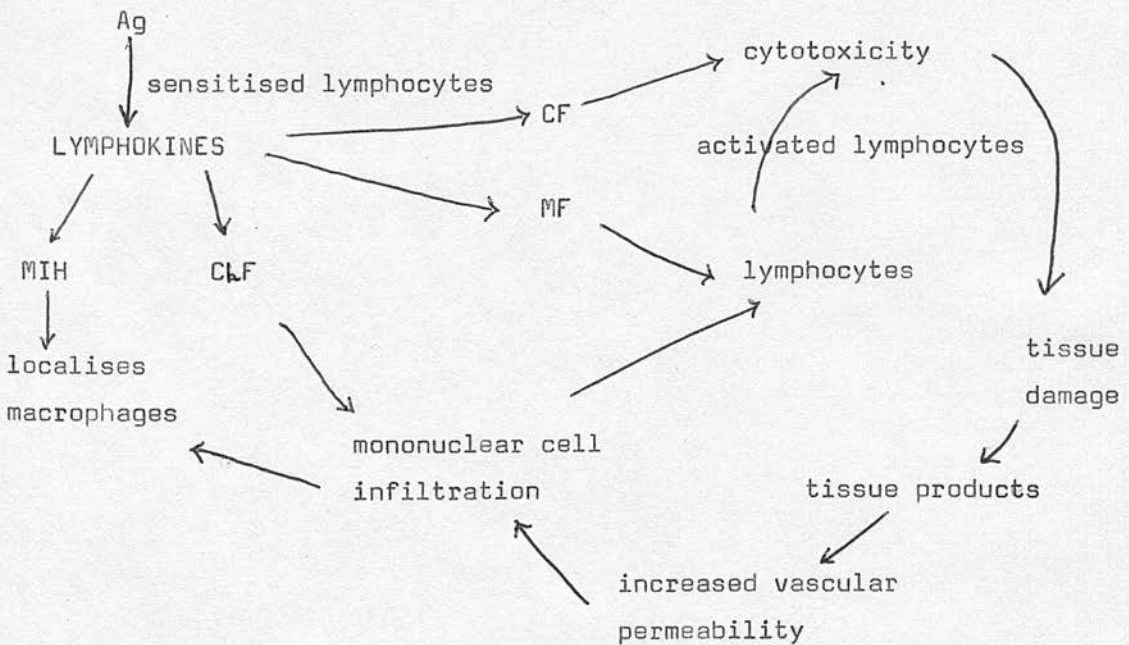 Ag
sensitised lymphocytes
LYMPHOKINES
CF
cytotoxicity
activated lymphocytes
MF
MIH
ChF
lymphocytes
localises
macrophages
mononuclear cell
infiltration
tissue
damage
tissue products
increased vascular
permeability